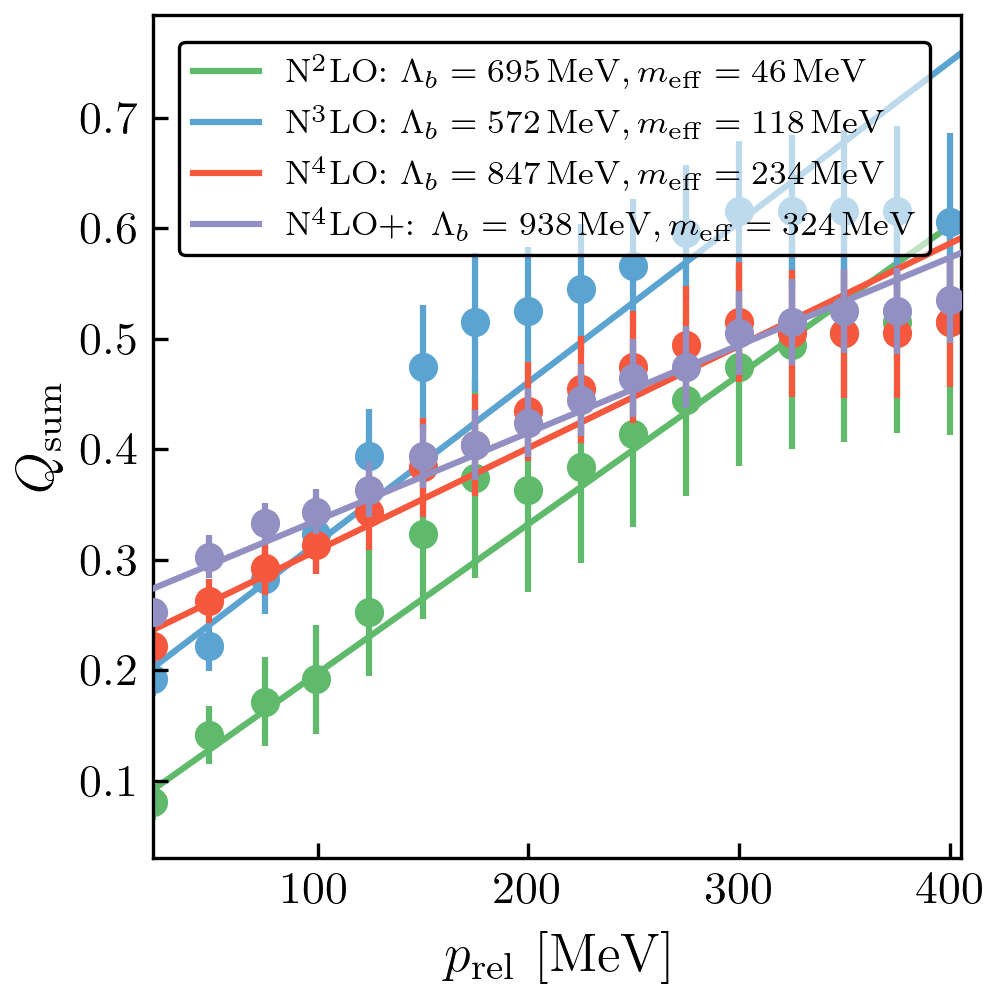 N²LO: Λ_b = 695 MeV, m_eff = 46 MeV
N³LO: Λ_b = 572 MeV, m_eff = 118 MeV
N⁴LO: Λ_b = 847 MeV, m_eff = 234 MeV
N⁴LO+: Λ_b = 938 MeV, m_eff = 324 MeV
0.7
0.6
0.5
0.4
0.3
0.2
0.1
Q_sum
100
200
300
400
p_rel [MeV]